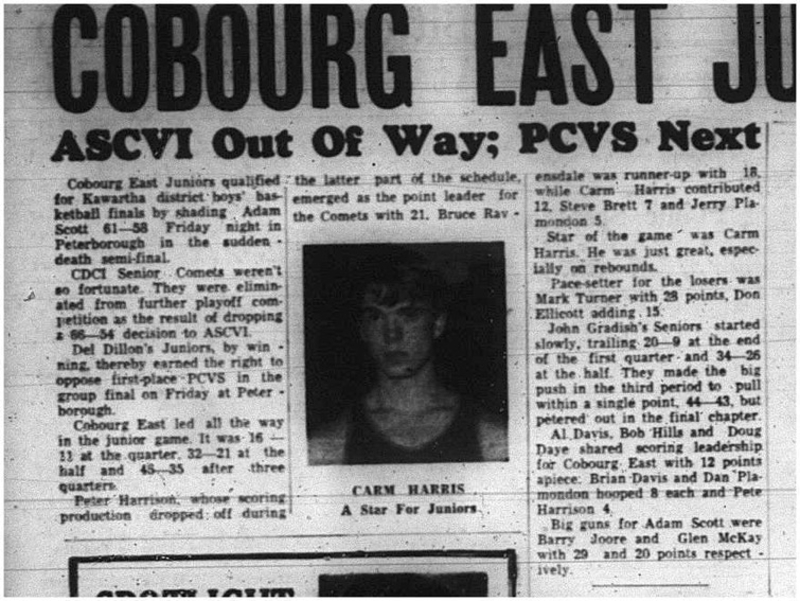 COBOURG EAST JU
ASCVI Out Of Way; PCVS Next
Cobourg East Juniors qualified
for Kawartha district boys' bas-
ketball finals by shading Adam
Scott 61-58 Friday night in
Peterborough in the sudden -
death semi-final.
CDCI Senior Comets weren't
so fortunate. They were elimin-
ated from further playoff com-
petition as the result of dropping
a 66-54 decision to ASCVI.
Del Dillon's Juniors, by win -
ning, thereby earned the right to
oppose first-place PCVS in the
group final on Friday at Peter -
borough.
Cobourg East led all the way
in the junior game. It was 16 —
11 at the quarter, 32-21 at the
half and 45-35 after three
quarters.
Peter Harrison, whose scoring
production dropped off during
the latter part of the schedule,
emerged as the point leader for
the Comets with 21. Bruce Rav -
CARM HARRIS
A Star For Juniors
ensdale was runner-up with 18,
while Carm Harris contributed
12, Steve Brett 7 and Jerry Pla-
mondon 5.
Star of the game was Carm
Harris. He was just great, espec-
ially on rebounds.
Pace-setter for the losers was
Mark Turner with 28 points, Don
Ellicott adding 15.
John Gradish's Seniors started
slowly, trailing 20-9 at the end
of the first quarter and 34-26
at the half. They made the big
push in the third period to pull
within a single point, 44-43, but
petered out in the final chapter.
Al Davis, Bob Hills and Doug
Daye shared scoring leadership
for Cobourg East with 12 points
apiece. Brian Davis and Dan Pla-
mondon hooped 8 each and Pete
Harrison 4.
Big guns for Adam Scott were
Barry Joore and Glen McKay
with 29 and 20 points respect -
ively.
SPOTLIGHT